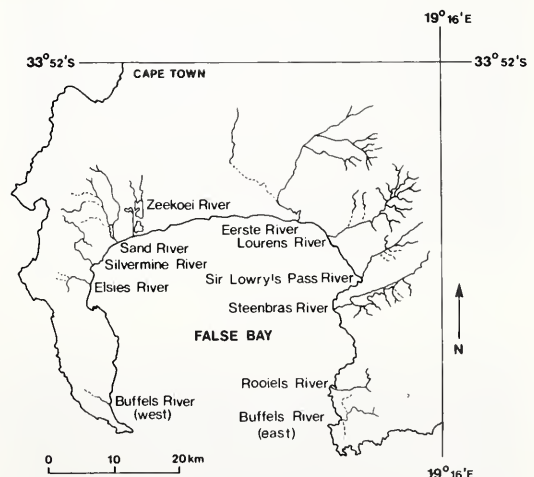 19°16'E
33°52'S
33°52'S
CAPE TOWN
Zeekoei River
Eerste River
Lourens River
Sand River
Silvermine River
Sir Lowry's Pass River
Elsies River
Steenbras River
FALSE BAY
N
Rooiels River
Buffels River
(west)
Buffels River
(east)
0 10 20 km
19°16'E